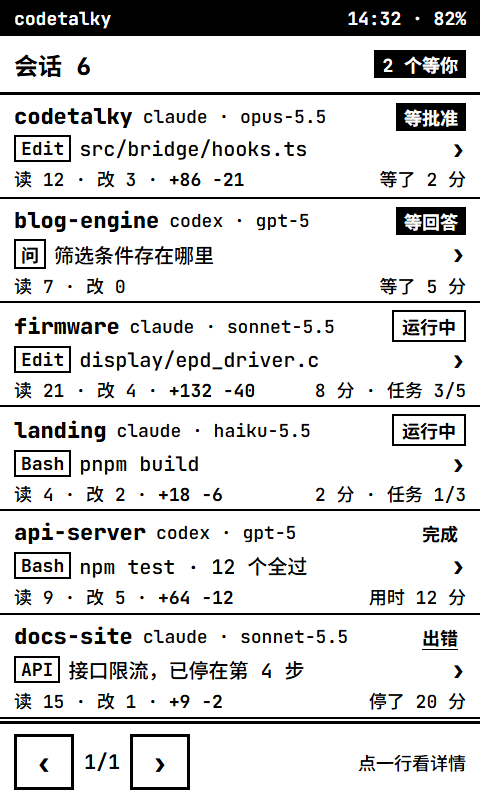 codetalky 14:32 · 82%
会话 6 2 个等你
codetalky claude · opus-5.5 等批准
Edit src/bridge/hooks.ts ›
读 12 · 改 3 · +86 -21 等了 2 分
blog-engine codex · gpt-5 等回答
问 筛选条件存在哪里 ›
读 7 · 改 0 等了 5 分
firmware claude · sonnet-5.5 运行中
Edit display/epd_driver.c ›
读 21 · 改 4 · +132 -40 8 分 · 任务 3/5
landing claude · haiku-5.5 运行中
Bash pnpm build ›
读 4 · 改 2 · +18 -6 2 分 · 任务 1/3
api-server codex · gpt-5 完成
Bash npm test · 12 个全过 ›
读 9 · 改 5 · +64 -12 用时 12 分
docs-site claude · sonnet-5.5 出错
API 接口限流，已停在第 4 步 ›
读 15 · 改 1 · +9 -2 停了 20 分
‹ 1/1 › 点一行看详情